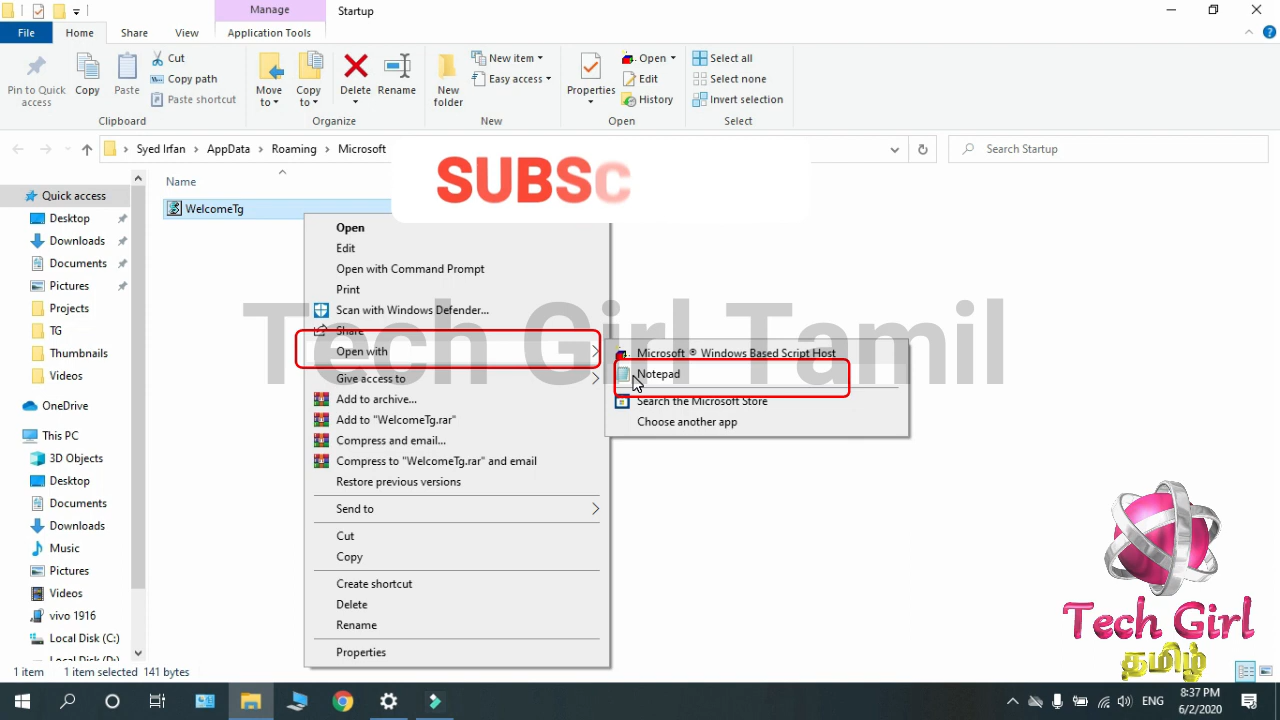 Manage
Startup
File
Home
Share
View
Application Tools
Pin to Quick access
Copy
Paste
Cut
Copy path
Paste shortcut
Clipboard
Move to
Copy to
Delete
Rename
Organize
New folder
New item
Easy access
New
Properties
Open
Edit
History
Open
Select all
Select none
Invert selection
Select
Syed Irfan > AppData > Roaming > Microsoft
Search Startup
SUBSC
Name
WelcomeTg
Quick access
Desktop
Downloads
Documents
Pictures
Projects
TG
Thumbnails
Videos
OneDrive
This PC
3D Objects
Desktop
Documents
Downloads
Music
Pictures
Videos
vivo 1916
Local Disk (C:)
Local Disk (D:)
Open
Edit
Open with Command Prompt
Print
Scan with Windows Defender...
Share
Open with
Give access to
Add to archive...
Add to "WelcomeTg.rar"
Compress and email...
Compress to "WelcomeTg.rar" and email
Restore previous versions
Send to
Cut
Copy
Create shortcut
Delete
Rename
Properties
Microsoft ® Windows Based Script Host
Notepad
Search the Microsoft Store
Choose another app
Tech Girl Tamil
Tech Girl
தமிழ்
1 item
1 item selected 141 bytes
ENG
8:37 PM
6/2/2020